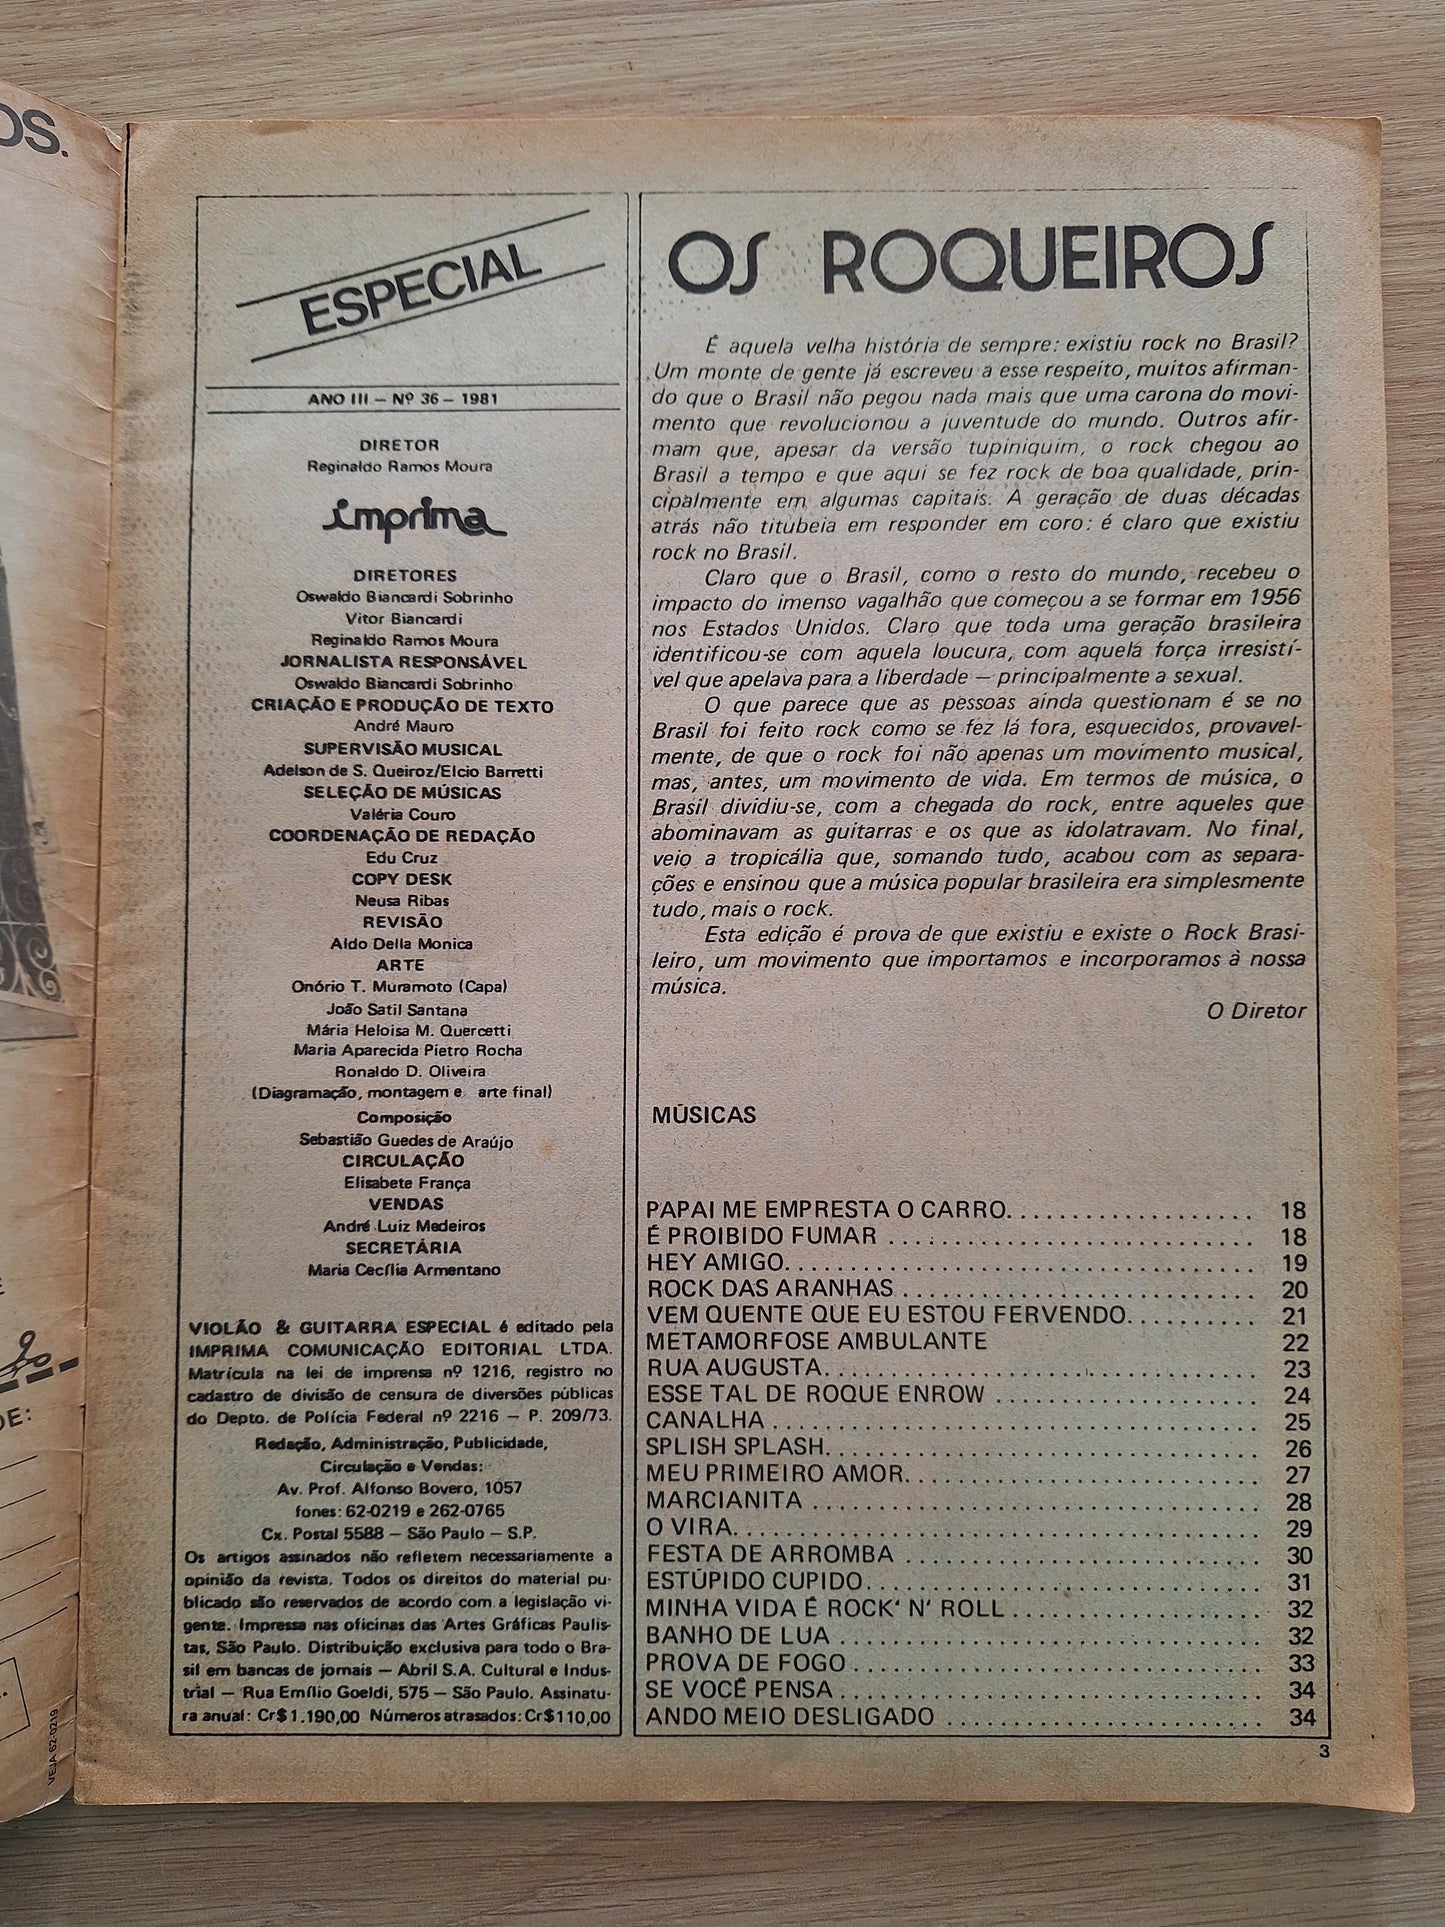 OS.
ESPECIAL
ANO III – Nº 36 – 1981
DIRETOR
Reginaldo Ramos Moura
imprima
DIRETORES
Oswaldo Biancardi Sobrinho
Vitor Biancardi
Reginaldo Ramos Moura
JORNALISTA RESPONSÁVEL
Oswaldo Biancardi Sobrinho
CRIAÇÃO E PRODUÇÃO DE TEXTO
André Mauro
SUPERVISÃO MUSICAL
Adelson de S. Queiroz/Elcio Barretti
SELEÇÃO DE MÚSICAS
Valéria Couro
COORDENAÇÃO DE REDAÇÃO
Edu Cruz
COPY DESK
Neusa Ribas
REVISÃO
Aldo Della Monica
ARTE
Onório T. Muramoto (Capa)
João Satil Santana
Mária Heloisa M. Quercetti
Maria Aparecida Pietro Rocha
Ronaldo D. Oliveira
(Diagramação, montagem e arte final)
Composição
Sebastião Guedes de Araújo
CIRCULAÇÃO
Elisabete França
VENDAS
André Luiz Medeiros
SECRETÁRIA
Maria Cecília Armentano
VIOLÃO & GUITARRA ESPECIAL é editado pela
IMPRIMA COMUNICAÇÃO EDITORIAL LTDA.
Matrícula na lei de imprensa nº 1216, registro no
cadastro de divisão de censura de diversões públicas
do Depto. de Polícia Federal nº 2216 – P. 209/73.
Redação, Administração, Publicidade,
Circulação e Vendas:
Av. Prof. Alfonso Bovero, 1057
fones: 62-0219 e 262-0765
Cx. Postal 5588 – São Paulo – S.P.
Os artigos assinados não refletem necessariamente a
opinião da revista. Todos os direitos do material pu-
blicado são reservados de acordo com a legislação vi-
gente. Impressa nas oficinas das Artes Gráficas Paulis-
tas, São Paulo. Distribuição exclusiva para todo o Bra-
sil em bancas de jornais – Abril S.A. Cultural e Indus-
trial – Rua Emílio Goeldi, 575 – São Paulo. Assinatu-
ra anual: Cr$ 1.190,00 Números atrasados: Cr$ 110,00
OS ROQUEIROS
É aquela velha história de sempre: existiu rock no Brasil?
Um monte de gente já escreveu a esse respeito, muitos afirman-
do que o Brasil não pegou nada mais que uma carona do movi-
mento que revolucionou a juventude do mundo. Outros afir-
mam que, apesar da versão tupiniquim, o rock chegou ao
Brasil a tempo e que aqui se fez rock de boa qualidade, prin-
cipalmente em algumas capitais. A geração de duas décadas
atrás não titubeia em responder em coro: é claro que existiu
rock no Brasil.
Claro que o Brasil, como o resto do mundo, recebeu o
impacto do imenso vagalhão que começou a se formar em 1956
nos Estados Unidos. Claro que toda uma geração brasileira
identificou-se com aquela loucura, com aquela força irresistí-
vel que apelava para a liberdade – principalmente a sexual.
O que parece que as pessoas ainda questionam é se no
Brasil foi feito rock como se fez lá fora, esquecidos, provavel-
mente, de que o rock foi não apenas um movimento musical,
mas, antes, um movimento de vida. Em termos de música, o
Brasil dividiu-se, com a chegada do rock, entre aqueles que
abominavam as guitarras e os que as idolatravam. No final,
veio a tropicália que, somando tudo, acabou com as separa-
ções e ensinou que a música popular brasileira era simplesmente
tudo, mais o rock.
Esta edição é prova de que existiu e existe o Rock Brasi-
leiro, um movimento que importamos e incorporamos à nossa
música.
O Diretor
MÚSICAS
PAPAI ME EMPRESTA O CARRO. . . . . . . . . . . . . . . . . . . 18
É PROIBIDO FUMAR . . . . . . . . . . . . . . . . . . . . . . . . . . . . 18
HEY AMIGO. . . . . . . . . . . . . . . . . . . . . . . . . . . . . . . . . . . 19
ROCK DAS ARANHAS . . . . . . . . . . . . . . . . . . . . . . . . . . . 20
VEM QUENTE QUE EU ESTOU FERVENDO. . . . . . . . . . 21
METAMORFOSE AMBULANTE 22
RUA AUGUSTA. . . . . . . . . . . . . . . . . . . . . . . . . . . . . . . . . 23
ESSE TAL DE ROQUE ENROW . . . . . . . . . . . . . . . . . . . . 24
CANALHA . . . . . . . . . . . . . . . . . . . . . . . . . . . . . . . . . . . . 25
SPLISH SPLASH. . . . . . . . . . . . . . . . . . . . . . . . . . . . . . . . 26
MEU PRIMEIRO AMOR. . . . . . . . . . . . . . . . . . . . . . . . . . 27
MARCIANITA . . . . . . . . . . . . . . . . . . . . . . . . . . . . . . . . . 28
O VIRA. . . . . . . . . . . . . . . . . . . . . . . . . . . . . . . . . . . . . . . 29
FESTA DE ARROMBA . . . . . . . . . . . . . . . . . . . . . . . . . . . 30
ESTÚPIDO CUPIDO. . . . . . . . . . . . . . . . . . . . . . . . . . . . . 31
MINHA VIDA É ROCK' N' ROLL . . . . . . . . . . . . . . . . . . . 32
BANHO DE LUA . . . . . . . . . . . . . . . . . . . . . . . . . . . . . . . 32
PROVA DE FOGO . . . . . . . . . . . . . . . . . . . . . . . . . . . . . . 33
SE VOCÊ PENSA . . . . . . . . . . . . . . . . . . . . . . . . . . . . . . . 34
ANDO MEIO DESLIGADO . . . . . . . . . . . . . . . . . . . . . . . . 34
3
DE:
VEJA 62-0219